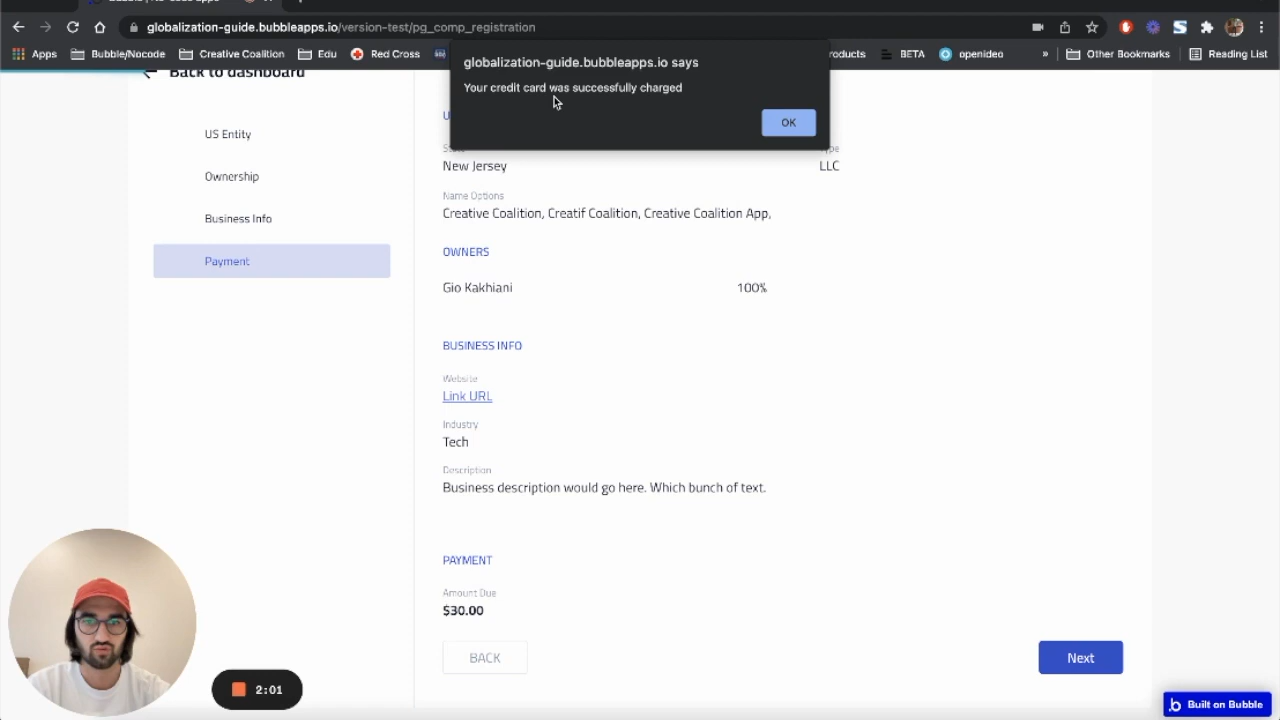 globalization-guide.bubbleapps.io/version-test/pg_comp_registration
Apps Bubble/Nocode Creative Coalition Edu Red Cross roducts BETA openideo » Other Bookmarks Reading List
globalization-guide.bubbleapps.io says
Your credit card was successfully charged
OK
Back to dashboard
US Entity
Ownership
Business Info
Payment
New Jersey
LLC
Name Options
Creative Coalition, Creatif Coalition, Creative Coalition App,
OWNERS
Gio Kakhiani 100%
BUSINESS INFO
Website
Link URL
Industry
Tech
Description
Business description would go here. Which bunch of text.
PAYMENT
Amount Due
$30.00
BACK
Next
2:01
b Built on Bubble